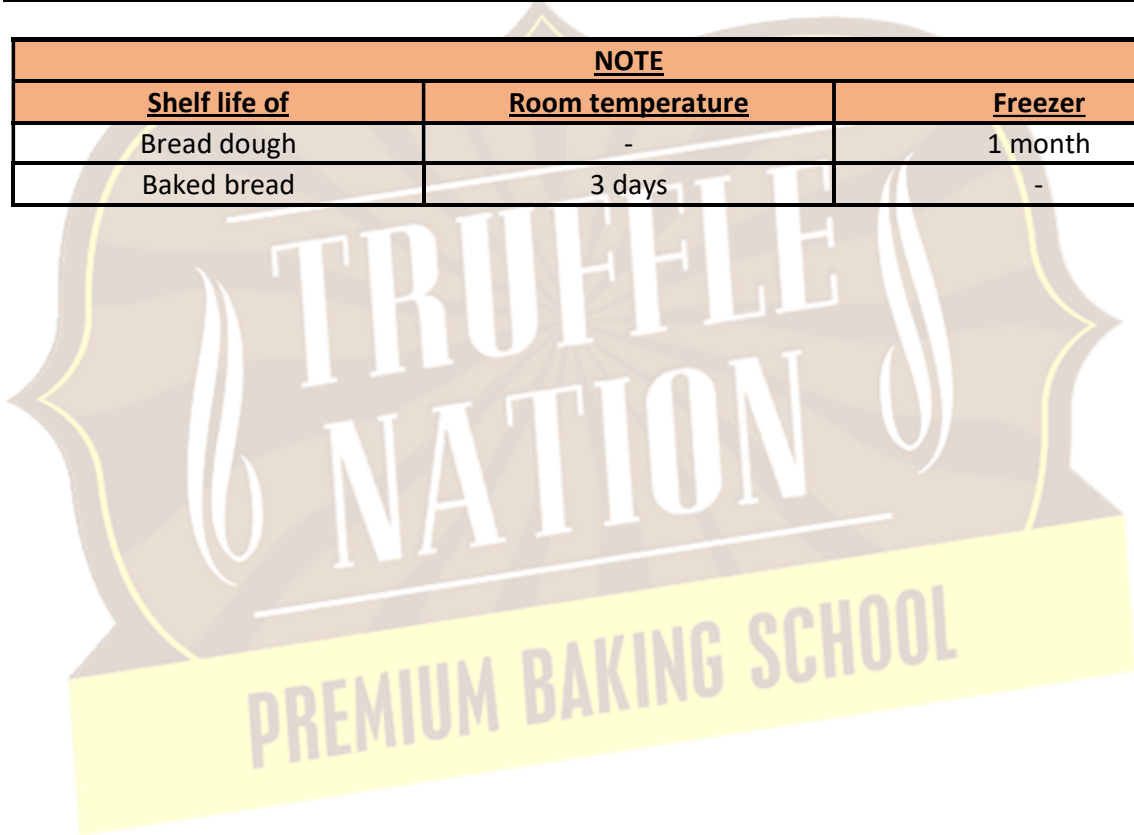 NOTE
Shelf life of Room temperature Freezer
Bread dough - 1 month
Baked bread 3 days -
TRUFFLE
NATION
PREMIUM BAKING SCHOOL